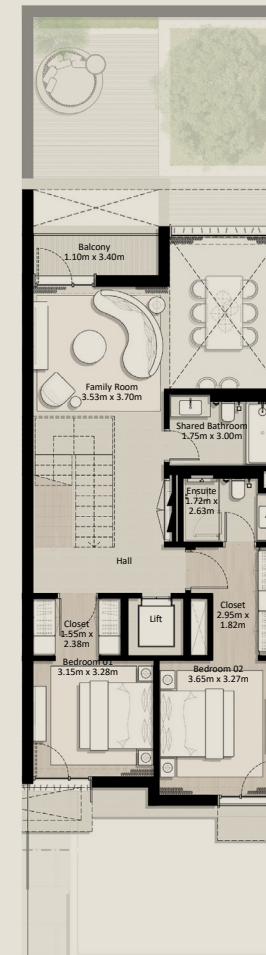 Balcony
1.10m x 3.40m
Family Room
3.53m x 3.70m
Shared Bathroom
1.75m x 3.00m
Ensuite
1.72m x
2.63m
Hall
Closet
1.55m x
2.38m
Lift
Closet
2.95m x
1.82m
Bedroom 01
3.15m x 3.28m
Bedroom 02
3.65m x 3.27m